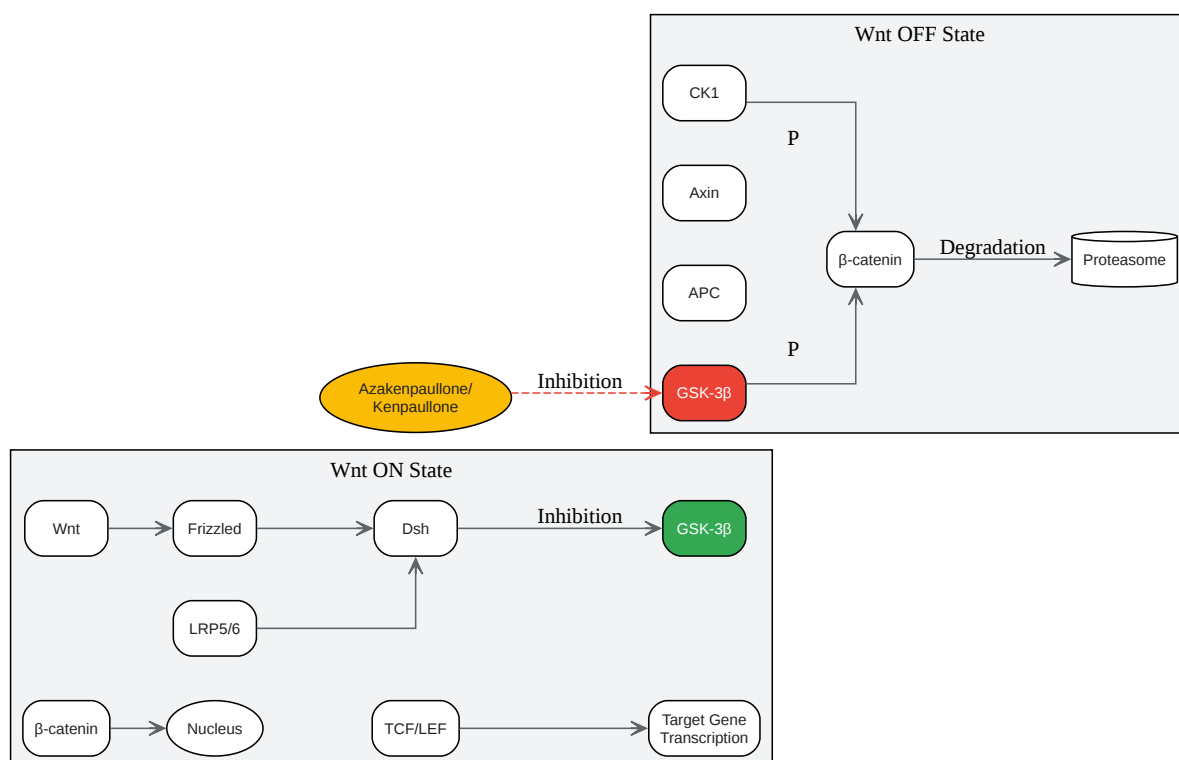 Wnt OFF State
CK1
P
Axin
β-catenin
Degradation
Proteasome
APC
P
Azakenpaullone/
Kenpaullone
Inhibition
GSK-3β
Wnt ON State
Wnt
Frizzled
Dsh
Inhibition
GSK-3β
LRP5/6
β-catenin
Nucleus
TCF/LEF
Target Gene
Transcription